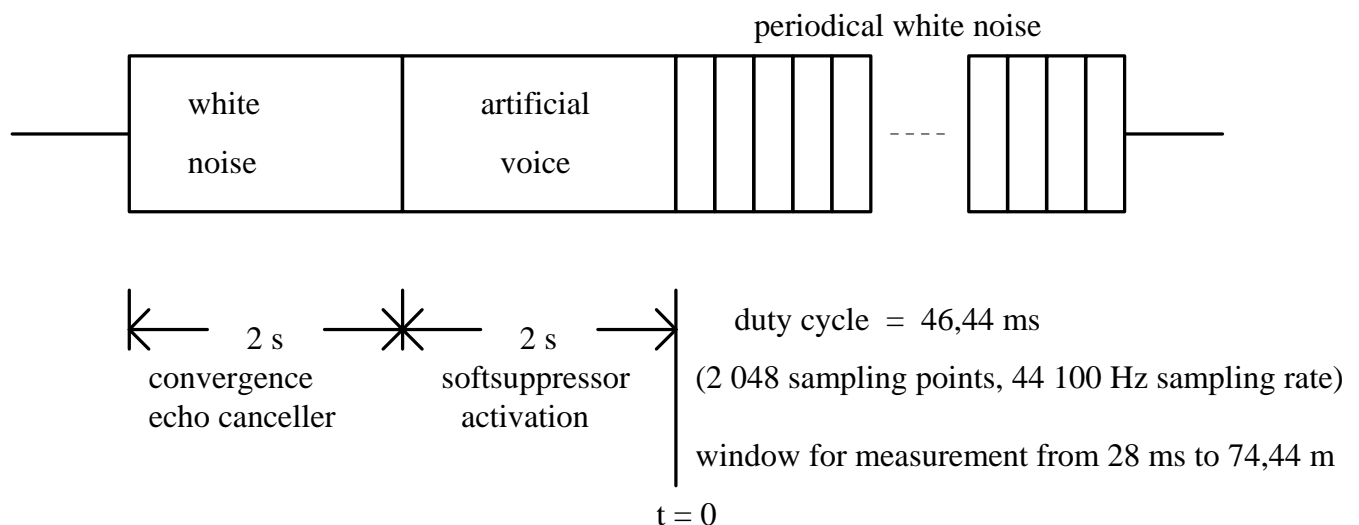 periodical white noise
white
noise
artificial
voice
2 s
convergence
echo canceller
2 s
softsuppressor
activation
duty cycle = 46,44 ms
(2 048 sampling points, 44 100 Hz sampling rate)
window for measurement from 28 ms to 74,44 m
t = 0